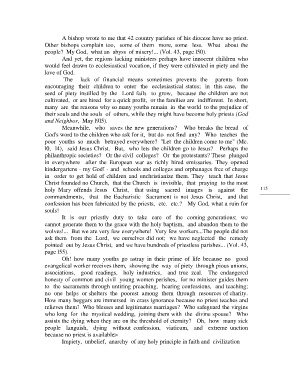 A bishop wrote to me that 42 country parishes of his diocese have no priest.
Other bishops complain too, some of them more, some less. What about the
people? My God, what an abyss of misery!... (Vol. 43, page 150).
And yet, the regions lacking ministers perhaps have innocent children who
would feel drawn to ecclesiastical vocation, if they were cultivated in piety and the
love of God.
The lack of financial means sometimes prevents the parents from
encouraging their children to enter the ecclesiastical status; in this case, the
seed of piety instilled by the Lord fails to grow, because the children are not
cultivated, or are hired for a quick profit, or the families are indifferent. In short,
many are the reasons why so many youths remain in the world to the prejudice of
their souls and the souls of others, while they might have become holy priests (God
and Neighbor, May 1915).
Meanwhile, who saves the new generations? Who breaks the bread of
God's word to the children who ask for it, but do not find any? Who teaches the
poor youths so much betrayed everywhere? "Let the children come to me" (Mc.
10, 14), said Jesus Christ. But, who lets the children go to Jesus? Perhaps the
philanthropic societies? Or the civil colleges? Or the protestants? These plunged
in everywhere after the European war as richly hired emissaries. They opened
kindergartens - my God! - and schools and colleges and orphanages free of charge
in order to get hold of children and indoctrinate them. They teach that Jesus
Christ founded no Church, that the Church is invisible, that praying to the most
holy Mary offends Jesus Christ, that using sacred images is against the
commandments, that the Eucharistic Sacrament is not Jesus Christ, and that
confession has been fabricated by the priests, etc. etc.? My God, what a ruin for
souls!
It is our priestly duty to take care of the coming generations; we
cannot generate them to the grace with the holy baptism, and abandon them to the
wolves!... But we are very few everywhere! Very few workers...The people did not
ask them from the Lord, we ourselves did not; we have neglected the remedy
pointed out by Jesus Christ, and we have hundreds of priestless parishes... (Vol. 43,
page 155).
Oh! how many youths go astray in their prime of life because no good
evangelical worker rescues them, showing the way of piety through pious unions,
associations, good readings, holy industries, and true zeal. The endangered
honesty of common and civil young women perishes, for no minister guides them
to the sacraments through untiring preaching, hearing confessions, and teaching;
no one helps or shelters the poorest among them through resources of charity.
How many beggars are immersed in crass ignorance because no priest teaches and
relieves them! Who blesses and legitimates marriages? Who safeguard the virgins
who long for the mystical wedding, joining them with the divine spouse? Who
assists the dying when they are on the threshold of eternity? Oh, how many sick
people languish, dying without confession, viaticum, and extreme unction
because no priest is available!
Impiety, unbelief, anarchy of any holy principle in faith and civilization
115